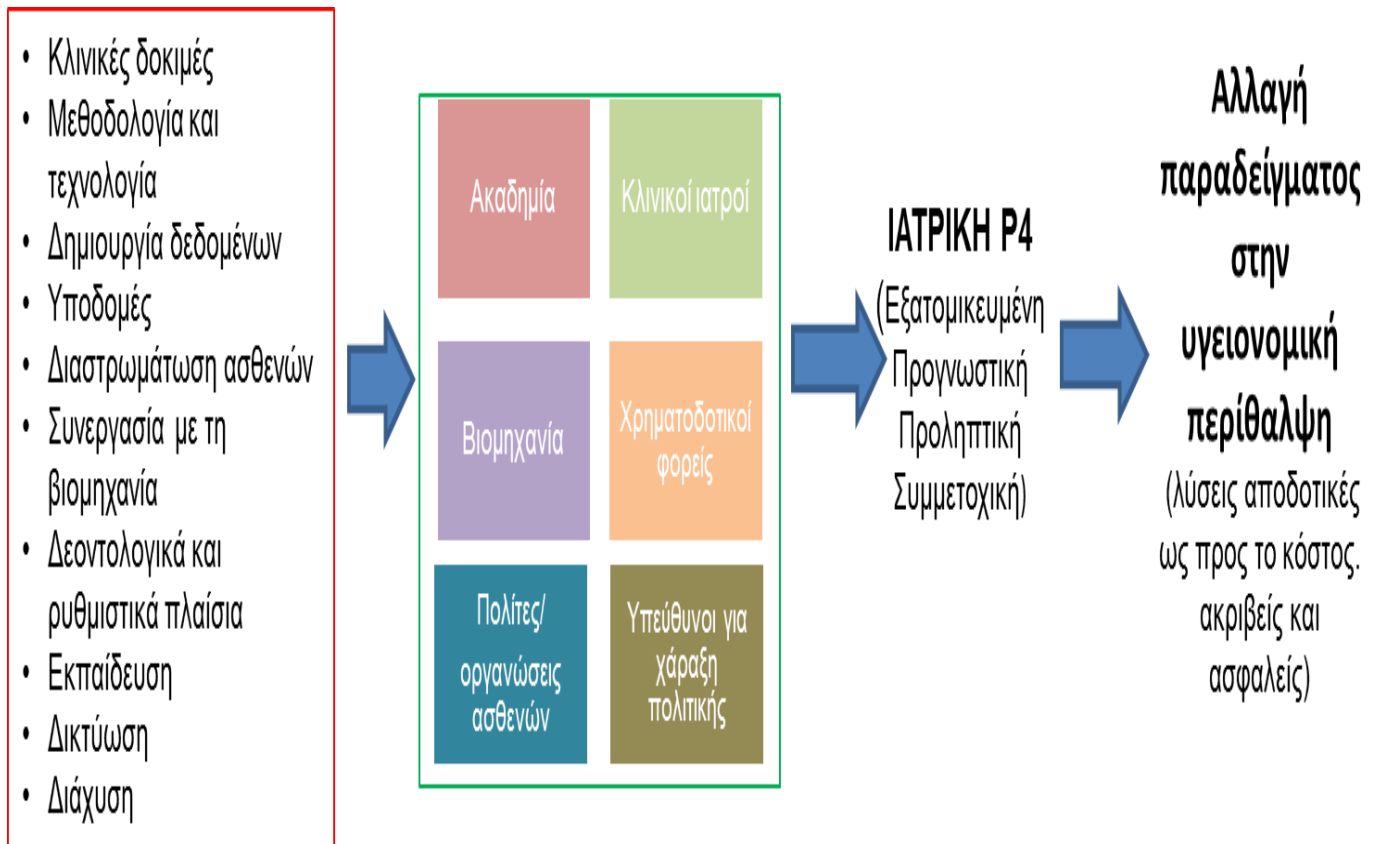 • Κλινικές δοκιμές
• Μεθοδολογία και
τεχνολογία
• Δημιουργία δεδομένων
• Υποδομές
• Διαστρωμάτωση ασθενών
• Συνεργασία με τη
βιομηχανία
• Δεοντολογικά και
ρυθμιστικά πλαίσια
• Εκπαίδευση
• Δικτύωση
• Διάχυση
Ακαδημία
Κλινικοί ιατροί
Βιομηχανία
Χρηματοδοτικοί
φορείς
Πολίτες/
οργανώσεις
ασθενών
Υπεύθυνοι για
χάραξη
πολιτικής
ΙΑΤΡΙΚΗ P4
(Εξατομικευμένη
Προγνωστική
Προληπτική
Συμμετοχική)
Αλλαγή
παραδείγματος
στην
υγειονομική
περίθαλψη
(λύσεις αποδοτικές
ως προς το κόστος.
ακριβείς και
ασφαλείς)